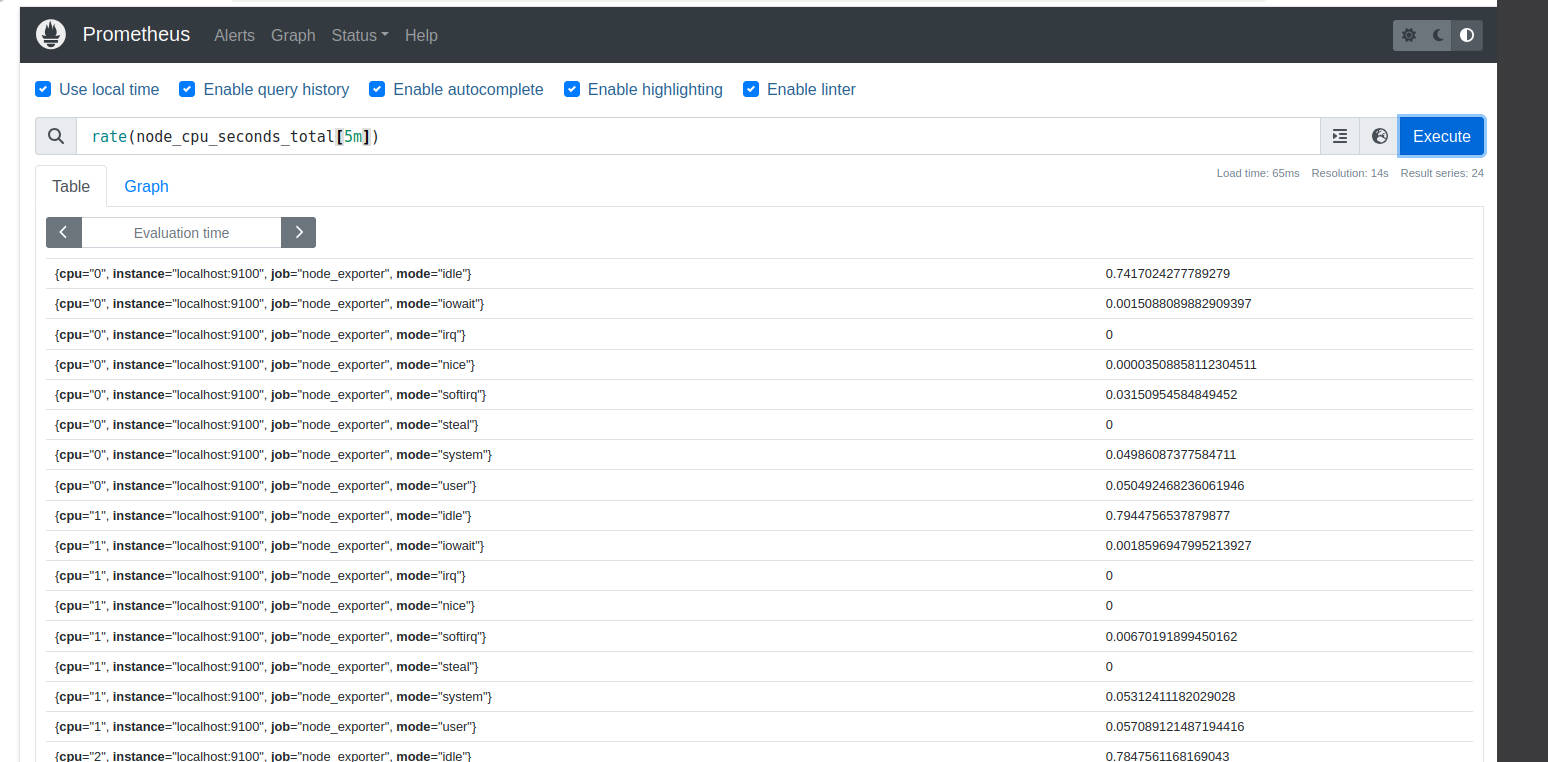 Prometheus Alerts Graph Status Help
Use local time Enable query history Enable autocomplete Enable highlighting Enable linter
rate(node_cpu_seconds_total[5m]) Execute
Table Graph Load time: 65ms Resolution: 14s Result series: 24
Evaluation time
{cpu="0", instance="localhost:9100", job="node_exporter", mode="idle"} 0.7417024277789279
{cpu="0", instance="localhost:9100", job="node_exporter", mode="iowait"} 0.0015088089882909397
{cpu="0", instance="localhost:9100", job="node_exporter", mode="irq"} 0
{cpu="0", instance="localhost:9100", job="node_exporter", mode="nice"} 0.00003508858112304511
{cpu="0", instance="localhost:9100", job="node_exporter", mode="softirq"} 0.03150954584849452
{cpu="0", instance="localhost:9100", job="node_exporter", mode="steal"} 0
{cpu="0", instance="localhost:9100", job="node_exporter", mode="system"} 0.04986087377584711
{cpu="0", instance="localhost:9100", job="node_exporter", mode="user"} 0.050492468236061946
{cpu="1", instance="localhost:9100", job="node_exporter", mode="idle"} 0.7944756537879877
{cpu="1", instance="localhost:9100", job="node_exporter", mode="iowait"} 0.0018596947995213927
{cpu="1", instance="localhost:9100", job="node_exporter", mode="irq"} 0
{cpu="1", instance="localhost:9100", job="node_exporter", mode="nice"} 0
{cpu="1", instance="localhost:9100", job="node_exporter", mode="softirq"} 0.00670191899450162
{cpu="1", instance="localhost:9100", job="node_exporter", mode="steal"} 0
{cpu="1", instance="localhost:9100", job="node_exporter", mode="system"} 0.05312411182029028
{cpu="1", instance="localhost:9100", job="node_exporter", mode="user"} 0.057089121487194416
{cpu="2", instance="localhost:9100", job="node_exporter", mode="idle"} 0.7847561168169043